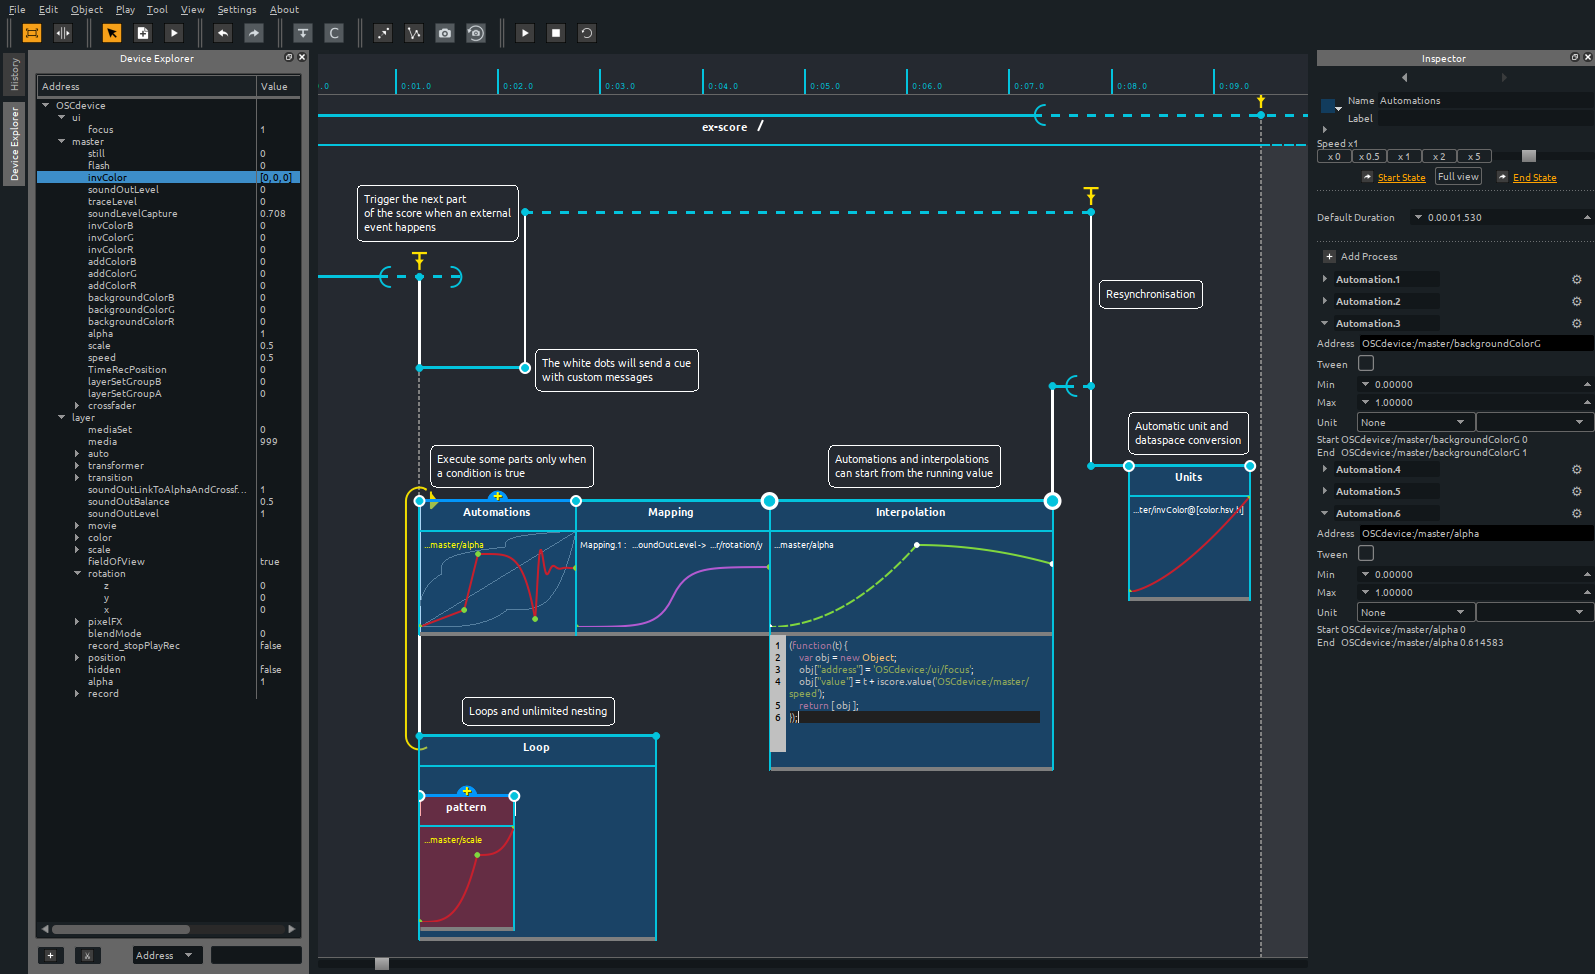 File Edit Object Play Tool View Settings About
Device Explorer
History
Device Explorer
Address Value
OSCdevice
ui
focus 1
master
still 0
flash 0
invColor [0, 0, 0]
soundOutLevel 0
traceLevel 0
soundLevelCapture 0.708
invColorB 0
invColorG 0
invColorR 0
addColorB 0
addColorG 0
addColorR 0
backgroundColorB 0
backgroundColorG 0
backgroundColorR 0
alpha 1
scale 0.5
speed 0.5
TimeRecPosition 0
layerSetGroupB 0
layerSetGroupA 0
crossfader
layer
mediaSet 0
media 999
auto
transformer
transition
soundOutLinkToAlphaAndCrossf... 1
soundOutBalance 0.5
soundOutLevel 1
movie
color
scale
fieldOfView true
rotation
z 0
y 0
x 0
pixelFX
blendMode 0
record_stopPlayRec false
position
hidden false
alpha 1
record
Address
.0 0:01.0 0:02.0 0:03.0 0:04.0 0:05.0 0:06.0 0:07.0 0:08.0 0:09.0
ex-score /
Trigger the next part
of the score when an external
event happens
Resynchronisation
The white dots will send a cue
with custom messages
Automatic unit and
dataspace conversion
Execute some parts only when
a condition is true
Automations and interpolations
can start from the running value
Units
...ter/invColor@[color.hsv.h]
Automations Mapping Interpolation
...master/alpha
Mapping.1 : ...oundOutLevel-> ...r/rotation/y
...master/alpha
1 (function(t) {
2 var obj = new Object;
3 obj["address"] = 'OSCdevice:/ui/focus';
4 obj["value"] = t + iscore.value('OSCdevice:/master/
speed');
5 return [ obj ];
6 });
Loops and unlimited nesting
Loop
pattern
...master/scale
Inspector
Name Automations
Label
Speed x1
x 0 x 0.5 x 1 x 2 x 5
Start State Full view End State
Default Duration 0.00.01.530
Add Process
Automation.1
Automation.2
Automation.3
Address OSCdevice:/master/backgroundColorG
Tween
Min 0.00000
Max 1.00000
Unit None
Start OSCdevice:/master/backgroundColorG 0
End OSCdevice:/master/backgroundColorG 1
Automation.4
Automation.5
Automation.6
Address OSCdevice:/master/alpha
Tween
Min 0.00000
Max 1.00000
Unit None
Start OSCdevice:/master/alpha 0
End OSCdevice:/master/alpha 0.614583